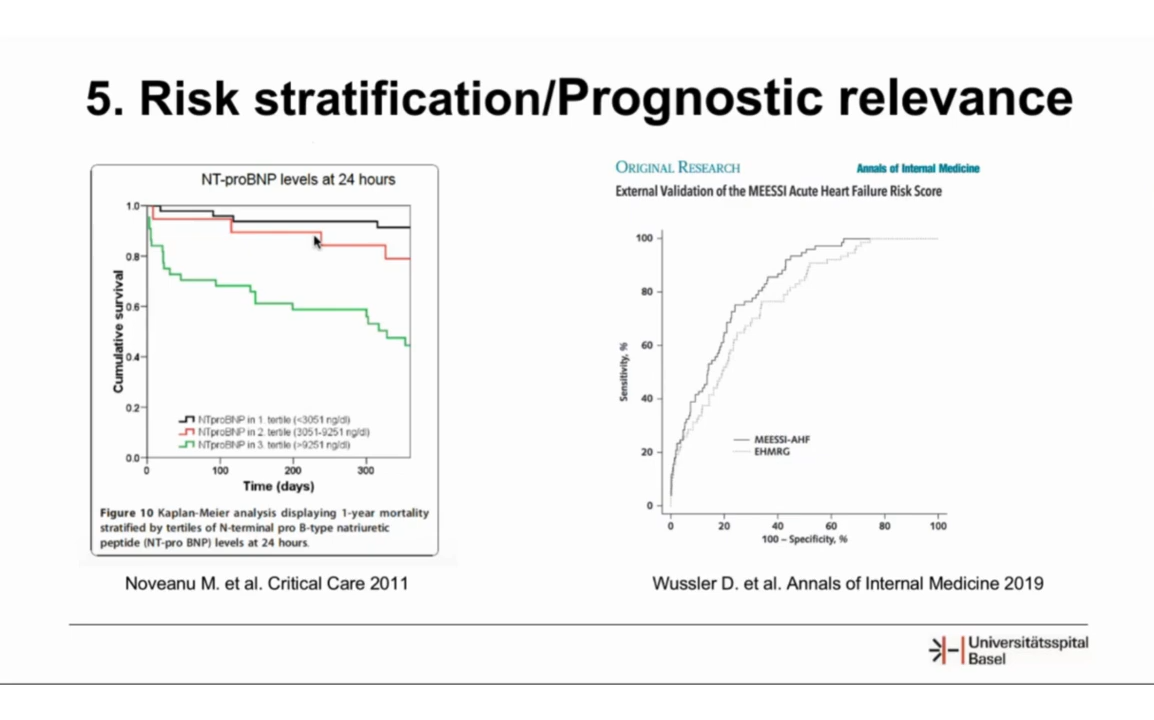 5. Risk stratification/Prognostic relevance
NT-proBNP levels at 24 hours
1.0
0.8
0.6
0.4
0.2
0.0
Cumulative survival
NTproBNP in 1. tertile (<3051 ng/dl)
NTproBNP in 2. tertile (3051-9251 ng/dl)
NTproBNP in 3. tertile (>9251 ng/dl)
0 100 200 300
Time (days)
Figure 10 Kaplan-Meier analysis displaying 1-year mortality
stratified by tertiles of N-terminal pro B-type natriuretic
peptide (NT-pro BNP) levels at 24 hours.
Noveanu M. et al. Critical Care 2011
ORIGINAL RESEARCH
Annals of Internal Medicine
External Validation of the MEESSI Acute Heart Failure Risk Score
100
80
60
40
20
0
Sensitivity, %
MEESSI-AHF
EHMRG
0 20 40 60 80 100
100 – Specificity, %
Wussler D. et al. Annals of Internal Medicine 2019
Universitätsspital
Basel